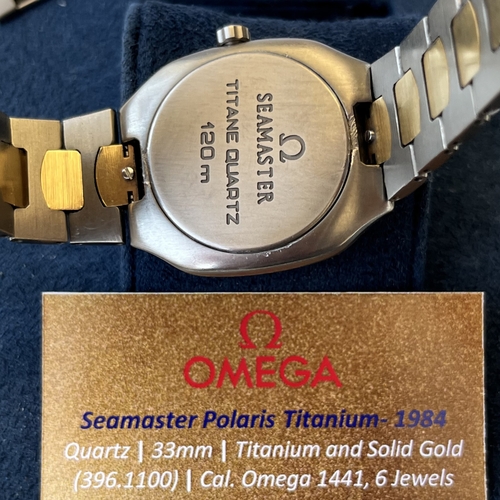 Ω
SEAMASTER
TITANE QUARTZ
120m
Ω
OMEGA
Seamaster Polaris Titanium- 1984
Quartz | 33mm | Titanium and Solid Gold
(396.1100) | Cal. Omega 1441, 6 Jewels